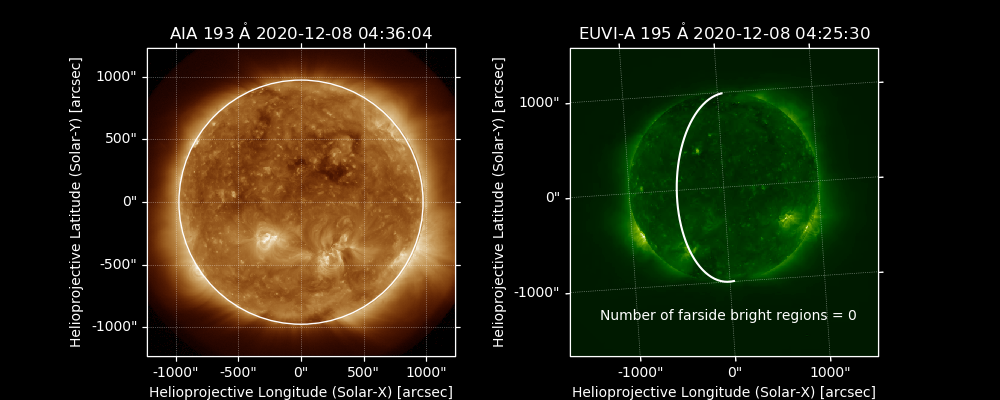 AIA 193 Å 2020-12-08 04:36:04
Helioprojective Latitude (Solar-Y) [arcsec]
1000"
500"
0"
-500"
-1000"
-1000"
-500"
0"
500"
1000"
Helioprojective Longitude (Solar-X) [arcsec]
EUVI-A 195 Å 2020-12-08 04:25:30
Helioprojective Latitude (Solar-Y) [arcsec]
1000"
0"
-1000"
Number of farside bright regions = 0
-1000"
0"
1000"
Helioprojective Longitude (Solar-X) [arcsec]